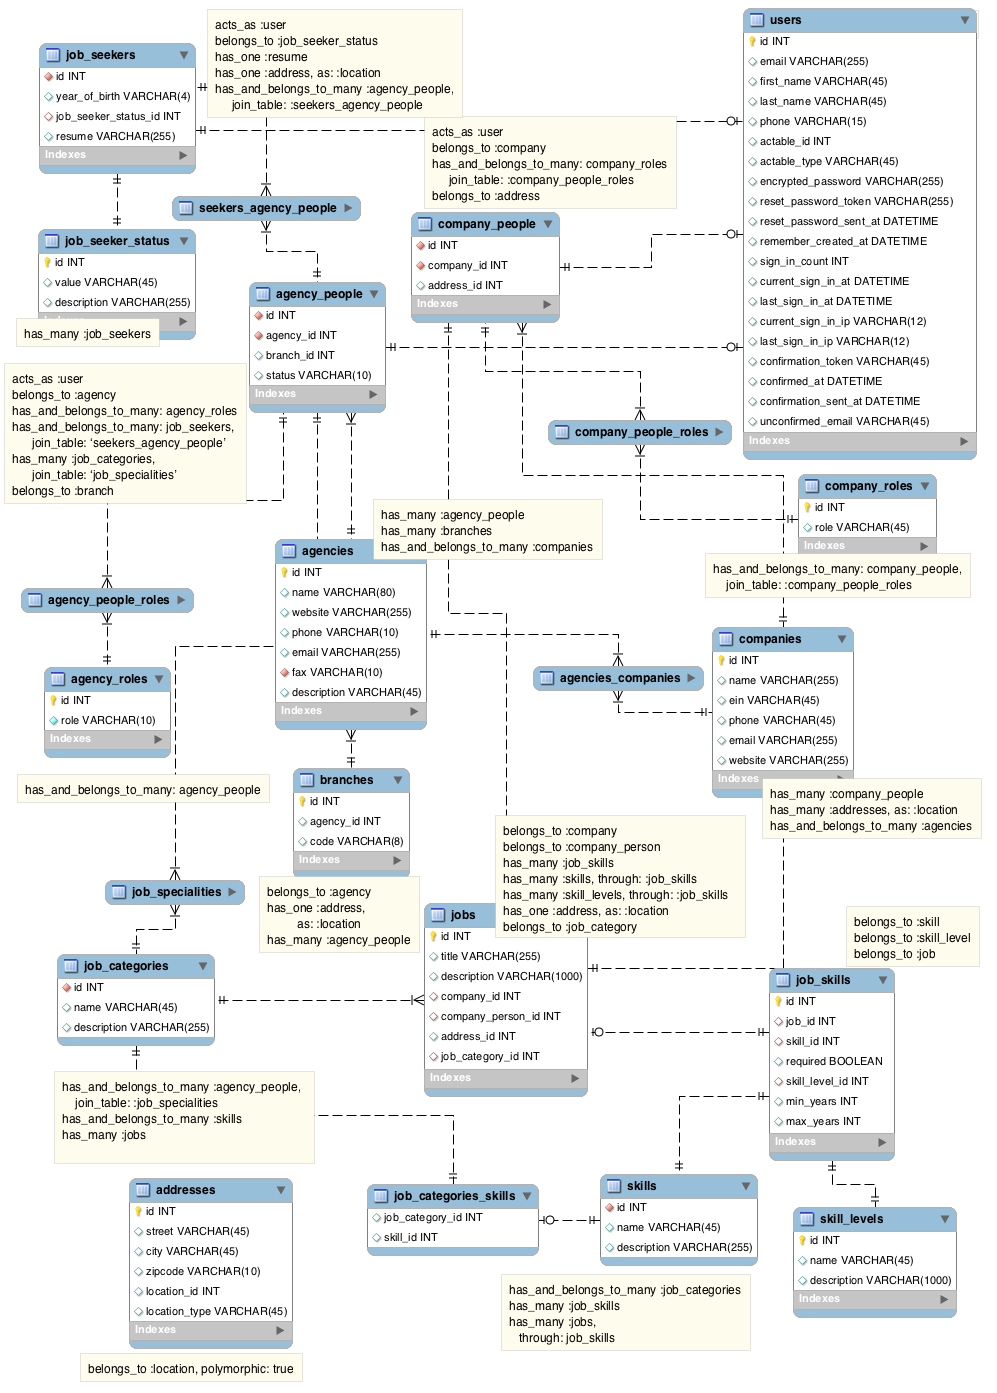 job_seekers
id INT
year_of_birth VARCHAR(4)
job_seeker_status_id INT
resume VARCHAR(255)
Indexes
acts_as :user
belongs_to :job_seeker_status
has_one :resume
has_one :address, as: :location
has_and_belongs_to_many :agency_people,
join_table: :seekers_agency_people
users
id INT
email VARCHAR(255)
first_name VARCHAR(45)
last_name VARCHAR(45)
phone VARCHAR(15)
actable_id INT
actable_type VARCHAR(45)
encrypted_password VARCHAR(255)
reset_password_token VARCHAR(255)
reset_password_sent_at DATETIME
remember_created_at DATETIME
sign_in_count INT
current_sign_in_at DATETIME
last_sign_in_at DATETIME
current_sign_in_ip VARCHAR(12)
last_sign_in_ip VARCHAR(12)
confirmation_token VARCHAR(45)
confirmed_at DATETIME
confirmation_sent_at DATETIME
unconfirmed_email VARCHAR(45)
Indexes
acts_as :user
belongs_to :company
has_and_belongs_to_many: company_roles
join_table: :company_people_roles
belongs_to :address
seekers_agency_people
company_people
id INT
company_id INT
address_id INT
Indexes
job_seeker_status
id INT
value VARCHAR(45)
description VARCHAR(255)
Indexes
has_many :job_seekers
agency_people
id INT
agency_id INT
branch_id INT
status VARCHAR(10)
Indexes
acts_as :user
belongs_to :agency
has_and_belongs_to_many: agency_roles
has_and_belongs_to_many: job_seekers,
join_table: ‘seekers_agency_people’
has_many :job_categories,
join_table: ‘job_specialities’
belongs_to :branch
company_people_roles
company_roles
id INT
role VARCHAR(45)
Indexes
has_and_belongs_to_many: company_people,
join_table: :company_people_roles
has_many :agency_people
has_many :branches
has_and_belongs_to_many :companies
agencies
id INT
name VARCHAR(80)
website VARCHAR(255)
phone VARCHAR(10)
email VARCHAR(255)
fax VARCHAR(10)
description VARCHAR(45)
Indexes
agency_people_roles
agency_roles
id INT
role VARCHAR(10)
Indexes
has_and_belongs_to_many: agency_people
agencies_companies
companies
id INT
name VARCHAR(255)
ein VARCHAR(45)
phone VARCHAR(45)
email VARCHAR(255)
website VARCHAR(255)
Indexes
has_many :company_people
has_many :addresses, as: :location
has_and_belongs_to_many :agencies
branches
id INT
agency_id INT
code VARCHAR(8)
Indexes
belongs_to :agency
has_one :address,
as: :location
has_many :agency_people
job_specialities
belongs_to :company
belongs_to :company_person
has_many :job_skills
has_many :skills, through: :job_skills
has_many :skill_levels, through: :job_skills
has_one :address, as: :location
belongs_to :job_category
jobs
id INT
title VARCHAR(255)
description VARCHAR(1000)
company_id INT
company_person_id INT
address_id INT
job_category_id INT
Indexes
belongs_to :skill
belongs_to :skill_level
belongs_to :job
job_skills
id INT
job_id INT
skill_id INT
required BOOLEAN
skill_level_id INT
min_years INT
max_years INT
Indexes
job_categories
id INT
name VARCHAR(45)
description VARCHAR(255)
Indexes
has_and_belongs_to_many :agency_people,
join_table: :job_specialities
has_and_belongs_to_many :skills
has_many :jobs
addresses
id INT
street VARCHAR(45)
city VARCHAR(45)
zipcode VARCHAR(10)
location_id INT
location_type VARCHAR(45)
Indexes
belongs_to :location, polymorphic: true
job_categories_skills
job_category_id INT
skill_id INT
skills
id INT
name VARCHAR(45)
description VARCHAR(255)
has_and_belongs_to_many :job_categories
has_many :job_skills
has_many :jobs,
through: job_skills
skill_levels
id INT
name VARCHAR(45)
description VARCHAR(1000)
Indexes